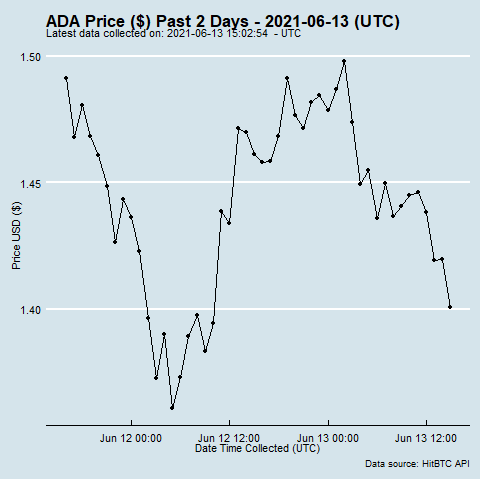 ADA Price ($) Past 2 Days - 2021-06-13 (UTC)
Latest data collected on: 2021-06-13 15:02:54 - UTC
1.50
1.45
1.40
Price USD ($)
Jun 12 00:00 Jun 12 12:00 Jun 13 00:00 Jun 13 12:00
Date Time Collected (UTC)
Data source: HitBTC API